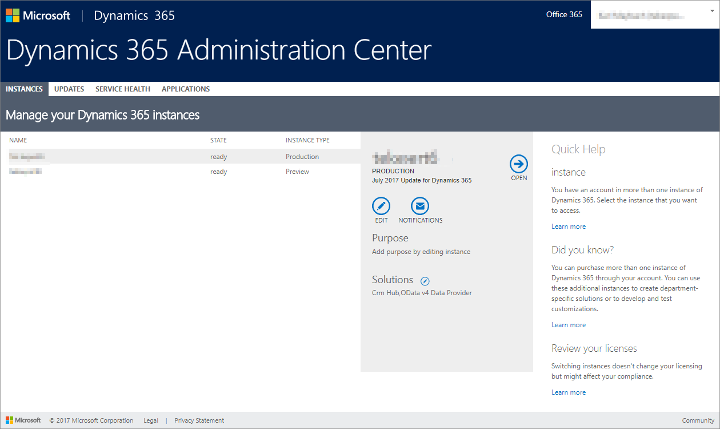 Microsoft | Dynamics 365
Office 365
Dynamics 365 Administration Center
INSTANCES UPDATES SERVICE HEALTH APPLICATIONS
Manage your Dynamics 365 instances
NAME STATE INSTANCE TYPE
ready Production
ready Preview
PRODUCTION
July 2017 Update for Dynamics 365
OPEN
EDIT NOTIFICATIONS
Purpose
Add purpose by editing instance
Solutions
Crm Hub,OData v4 Data Provider
Quick Help
instance
You have an account in more than one instance of
Dynamics 365. Select the instance that you want
to access.
Learn more
Did you know?
You can purchase more than one instance of
Dynamics 365 through your account. You can use
these additional instances to create department-
specific solutions or to develop and test
customizations.
Learn more
Review your licenses
Switching instances doesn't change your licensing
but might affect your compliance.
Learn more
Microsoft © 2017 Microsoft Corporation Legal | Privacy Statement
Community